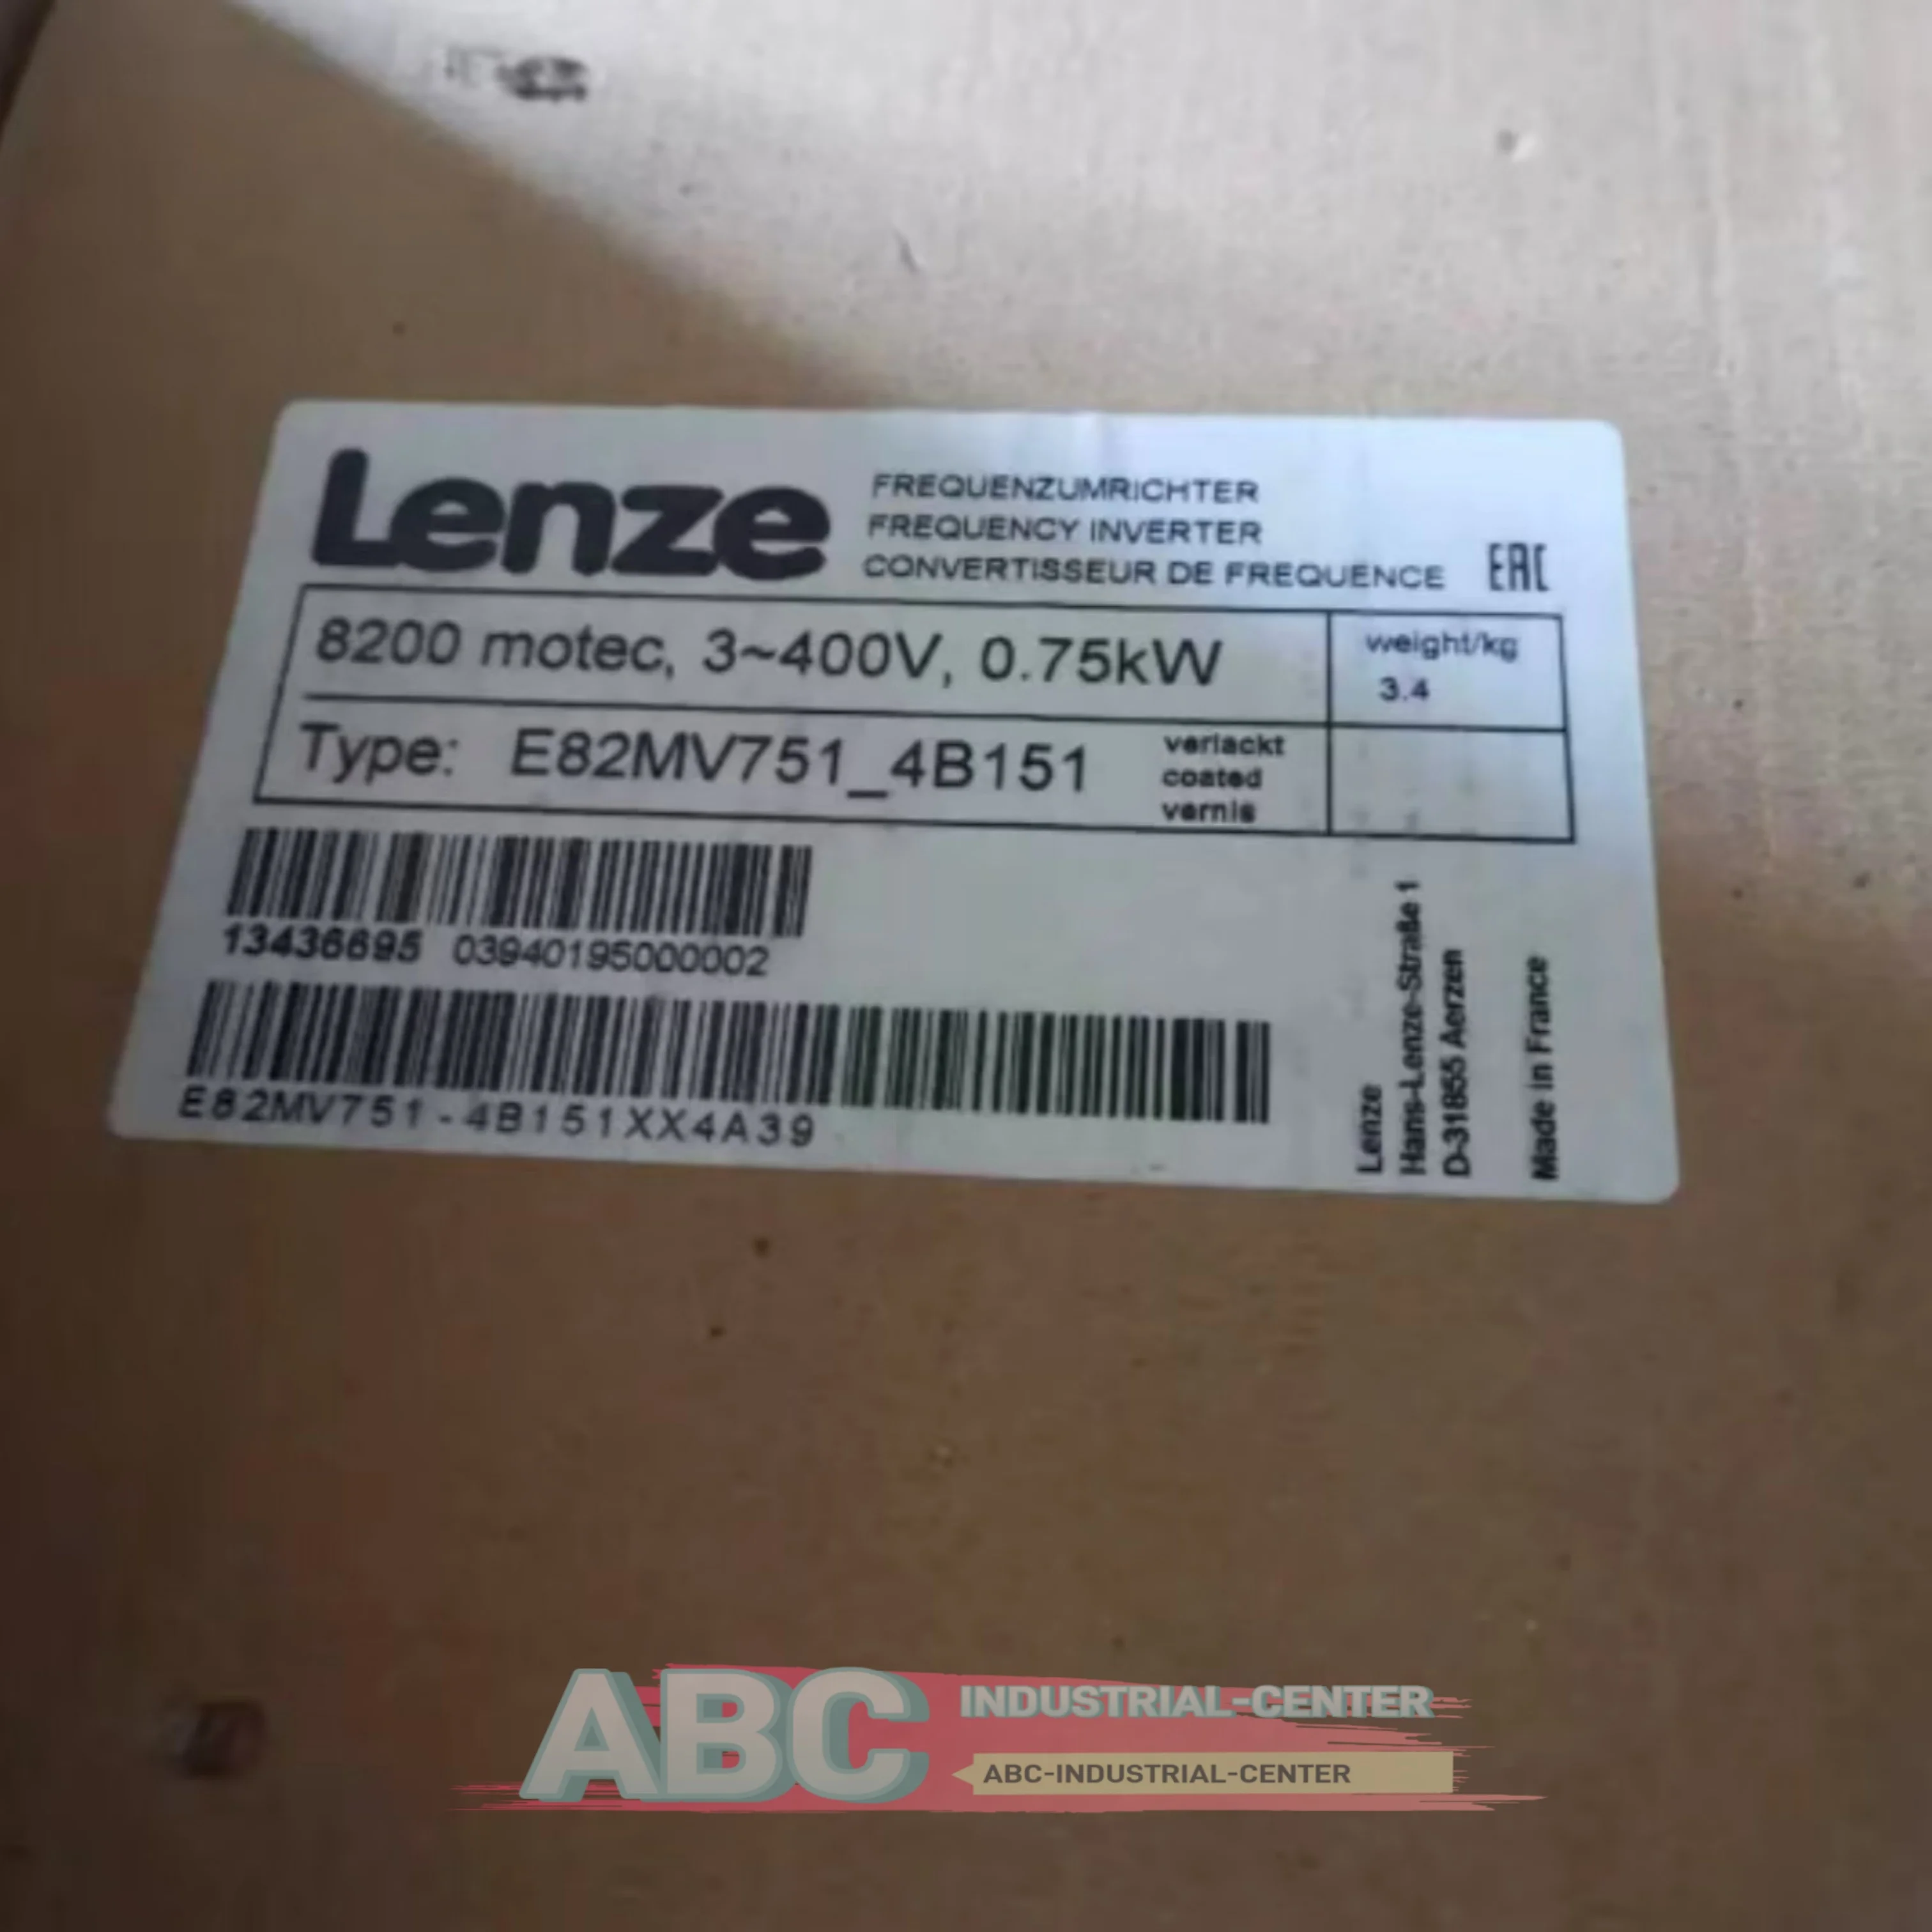 Lenze
FREQUENZUMRICHTER
FREQUENCY INVERTER
CONVERTISSEUR DE FREQUENCE
EAC
8200 motec, 3~400V, 0.75kW
weight/kg
3.4
Type: E82MV751_4B151
verlackt
coated
vernis
13436695 03940195000002
E82MV751-4B151XX4A39
Lenze
Hans-Lenze-Straße 1
D-31855 Aerzen
Made in France
ABC
INDUSTRIAL-CENTER
ABC-INDUSTRIAL-CENTER